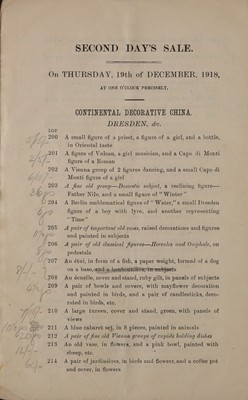 SECOND DAY'S SALE.
On THURSDAY, 19th of DECEMBER, 1918,
AT ONE O'CLOCK PRECISELY.
CONTINENTAL DECORATIVE CHINA.
DRESDEN, &c.
LOT
200 A small figure of a priest, a figure of a girl, and a bottle,
in Oriental taste
201 A figure of Vulcan, a girl musician, and a Capo di Monti
figure of a Roman
202 A Vienna group of 2 figures dancing, and a small Capo di
Monti figure of a girl
203 A fine old group—Domestic subject, a reclining figure—
Father Nile, and a small figure of "Winter"
204 A Berlin emblematical figure of "Water," a small Dresden
figure of a boy with lyre, and another representing
"Time"
205 A pair of important old vases, raised decorations and figures
and painted in subjects
206 A pair of old classical figures—Hercules and Omphale, on
pedestals
207 An étui, in form of a fish, a paper weight, formed of a dog
on a base, and a bonbonnière, in subjects
208 An écuelle, cover and stand, ruby gilt, in panels of subjects
209 A pair of bowls and covers, with mayflower decoration
and painted in birds, and a pair of candlesticks, deco-
rated in birds, etc.
210 A large tureen, cover and stand, green, with panels of
views
211 A blue cabaret set, in 8 pieces, painted in animals
212 A pair of fine old Vienna groups of cupids holding dishes
213 An old vase, in flowers, and a pink bowl, painted with
sheep, etc.
214 A pair of jardinières, in birds and flowers, and a coffee pot
and cover, in flowers